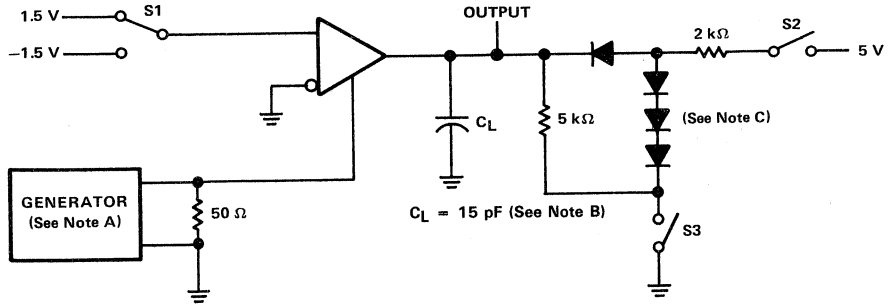 OUTPUT
1.5 V
S1
−1.5 V
2 kΩ
S2
5 V
CL
5 kΩ
(See Note C)
GENERATOR
(See Note A)
50 Ω
CL = 15 pF (See Note B)
S3